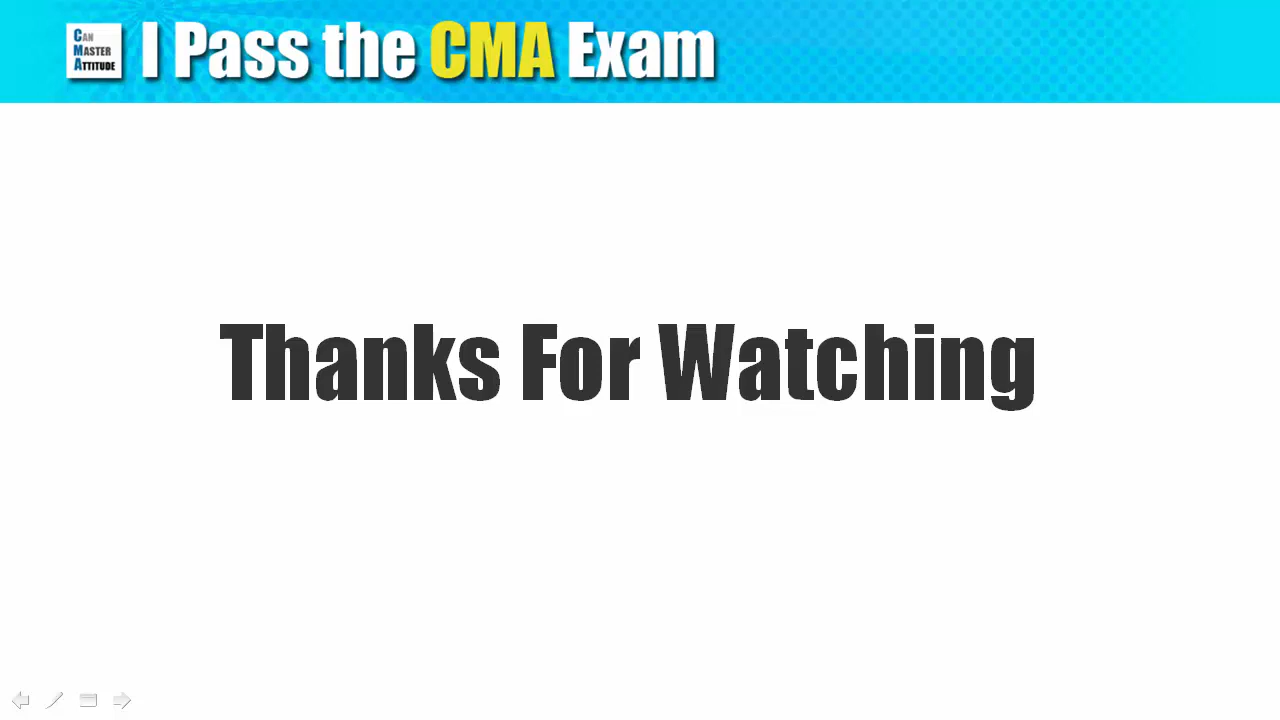 CAN
MASTER
ATTITUDE
I Pass the CMA Exam
Thanks For Watching